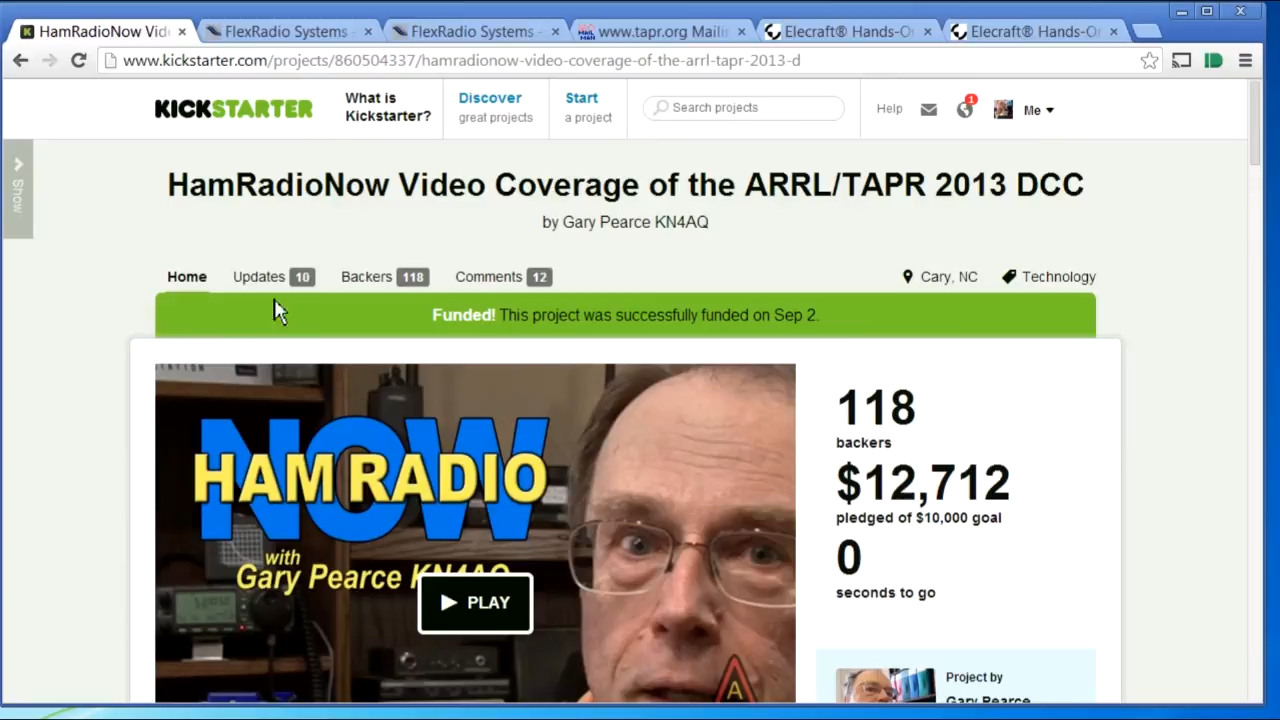 HamRadioNow Vid
FlexRadio Systems -
FlexRadio Systems -
www.tapr.org Mailin
Elecraft® Hands-Or
Elecraft® Hands-Or
www.kickstarter.com/projects/860504337/hamradionow-video-coverage-of-the-arrl-tapr-2013-d
KICKSTARTER
What is
Kickstarter?
Discover
great projects
Start
a project
Search projects
Help
1
Me
Show
HamRadioNow Video Coverage of the ARRL/TAPR 2013 DCC
by Gary Pearce KN4AQ
Home
Updates 10
Backers 118
Comments 12
Cary, NC
Technology
Funded! This project was successfully funded on Sep 2.
NOW
HAM RADIO
with
Gary Pearce KN4AQ
PLAY
A
118
backers
$12,712
pledged of $10,000 goal
0
seconds to go
Project by
Gary Pearce